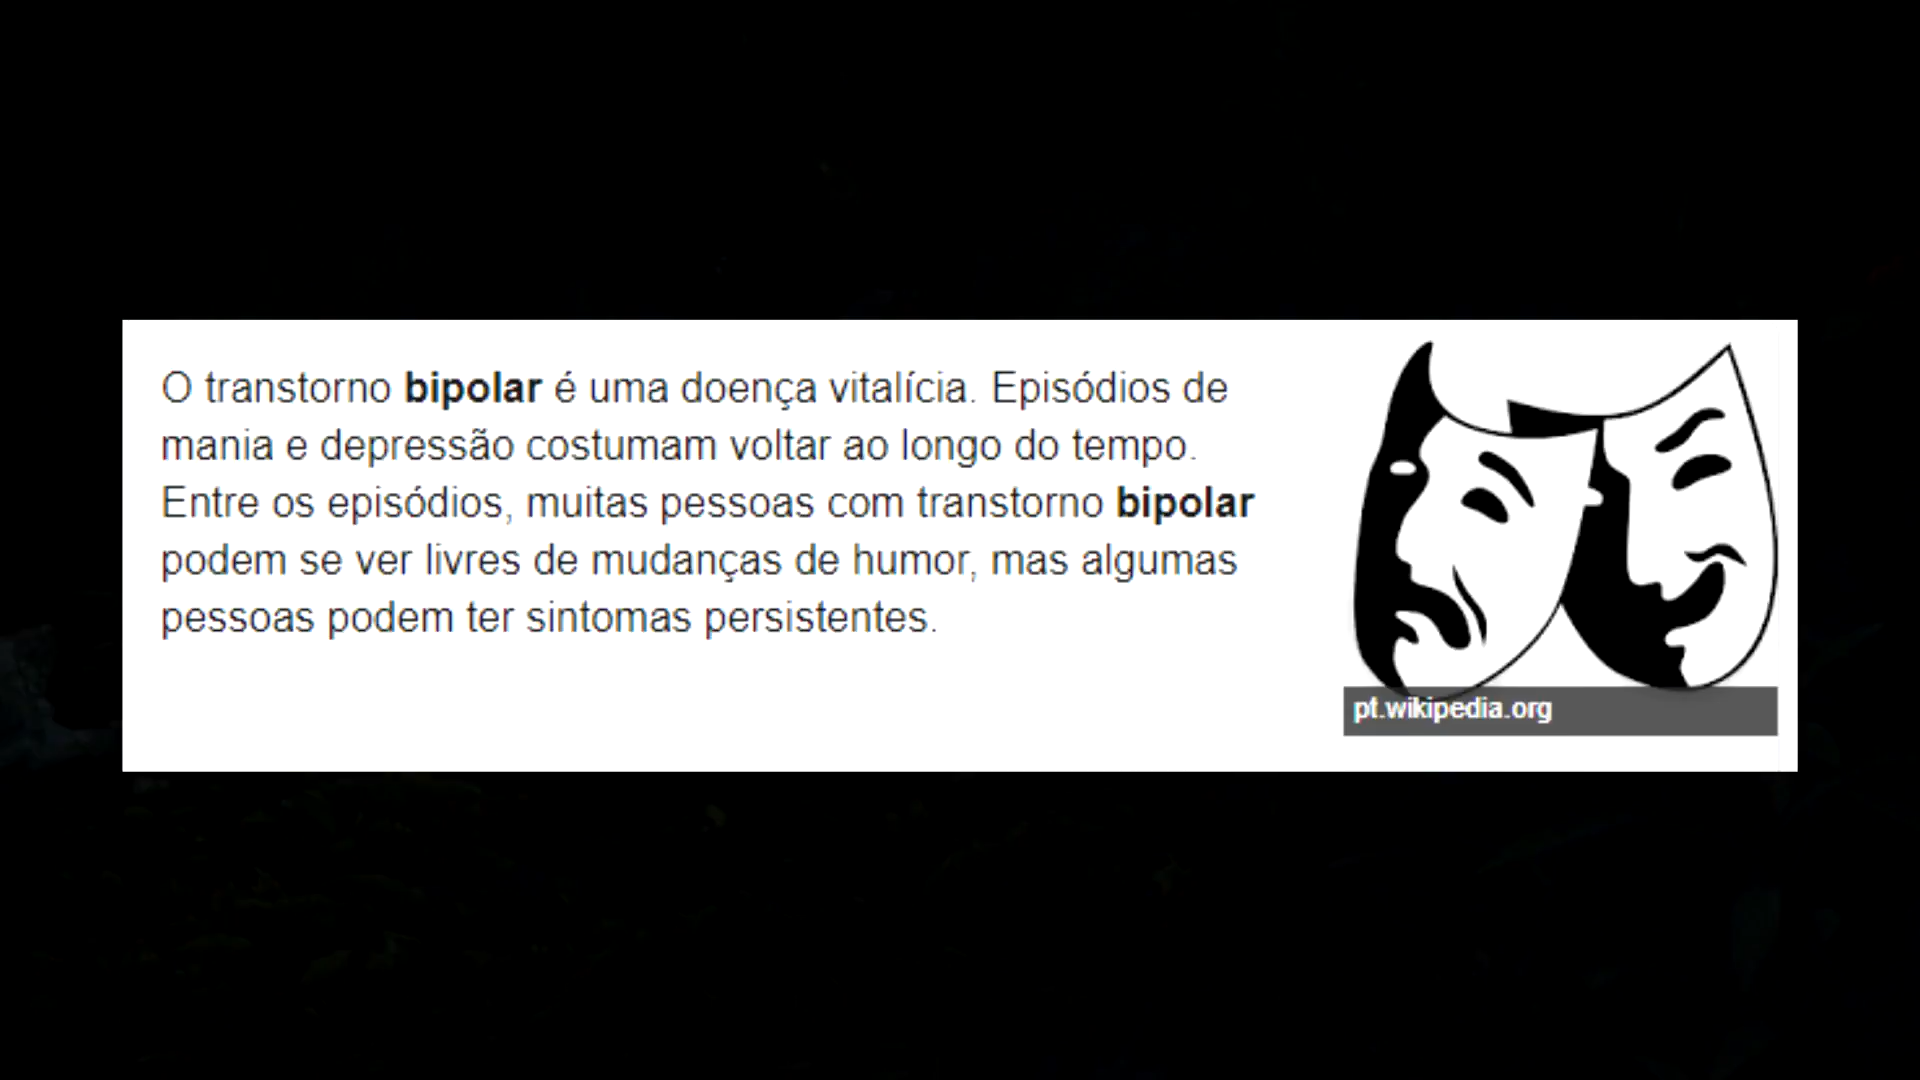 O transtorno bipolar é uma doença vitalícia. Episódios de
mania e depressão costumam voltar ao longo do tempo.
Entre os episódios, muitas pessoas com transtorno bipolar
podem se ver livres de mudanças de humor, mas algumas
pessoas podem ter sintomas persistentes.
pt.wikipedia.org